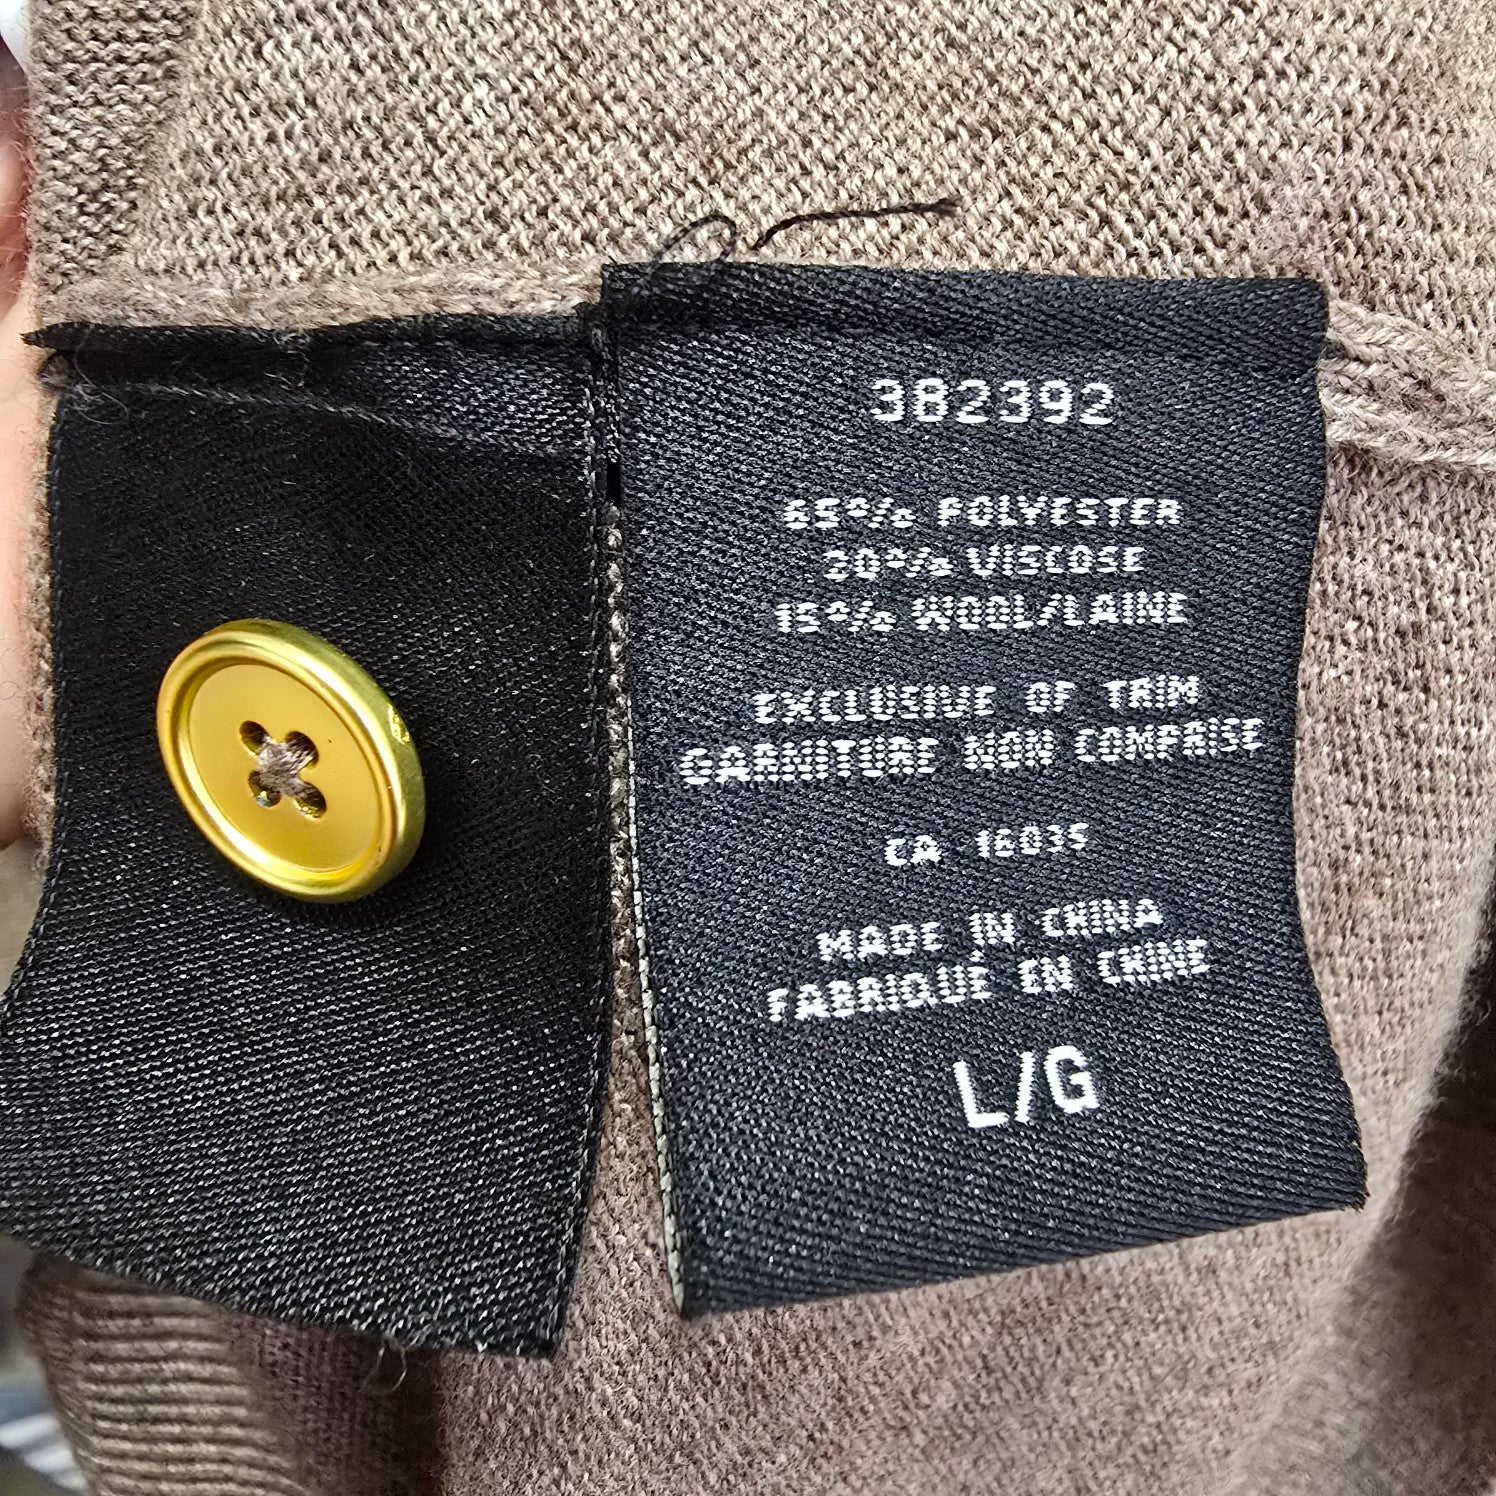 382392
65% POLYESTER
20% VISCOSE
15% WOOL/LAINE
EXCLUSIVE OF TRIM
GARNITURE NON COMPRISE
CA 16035
MADE IN CHINA
FABRIQUE EN CHINE
L/G